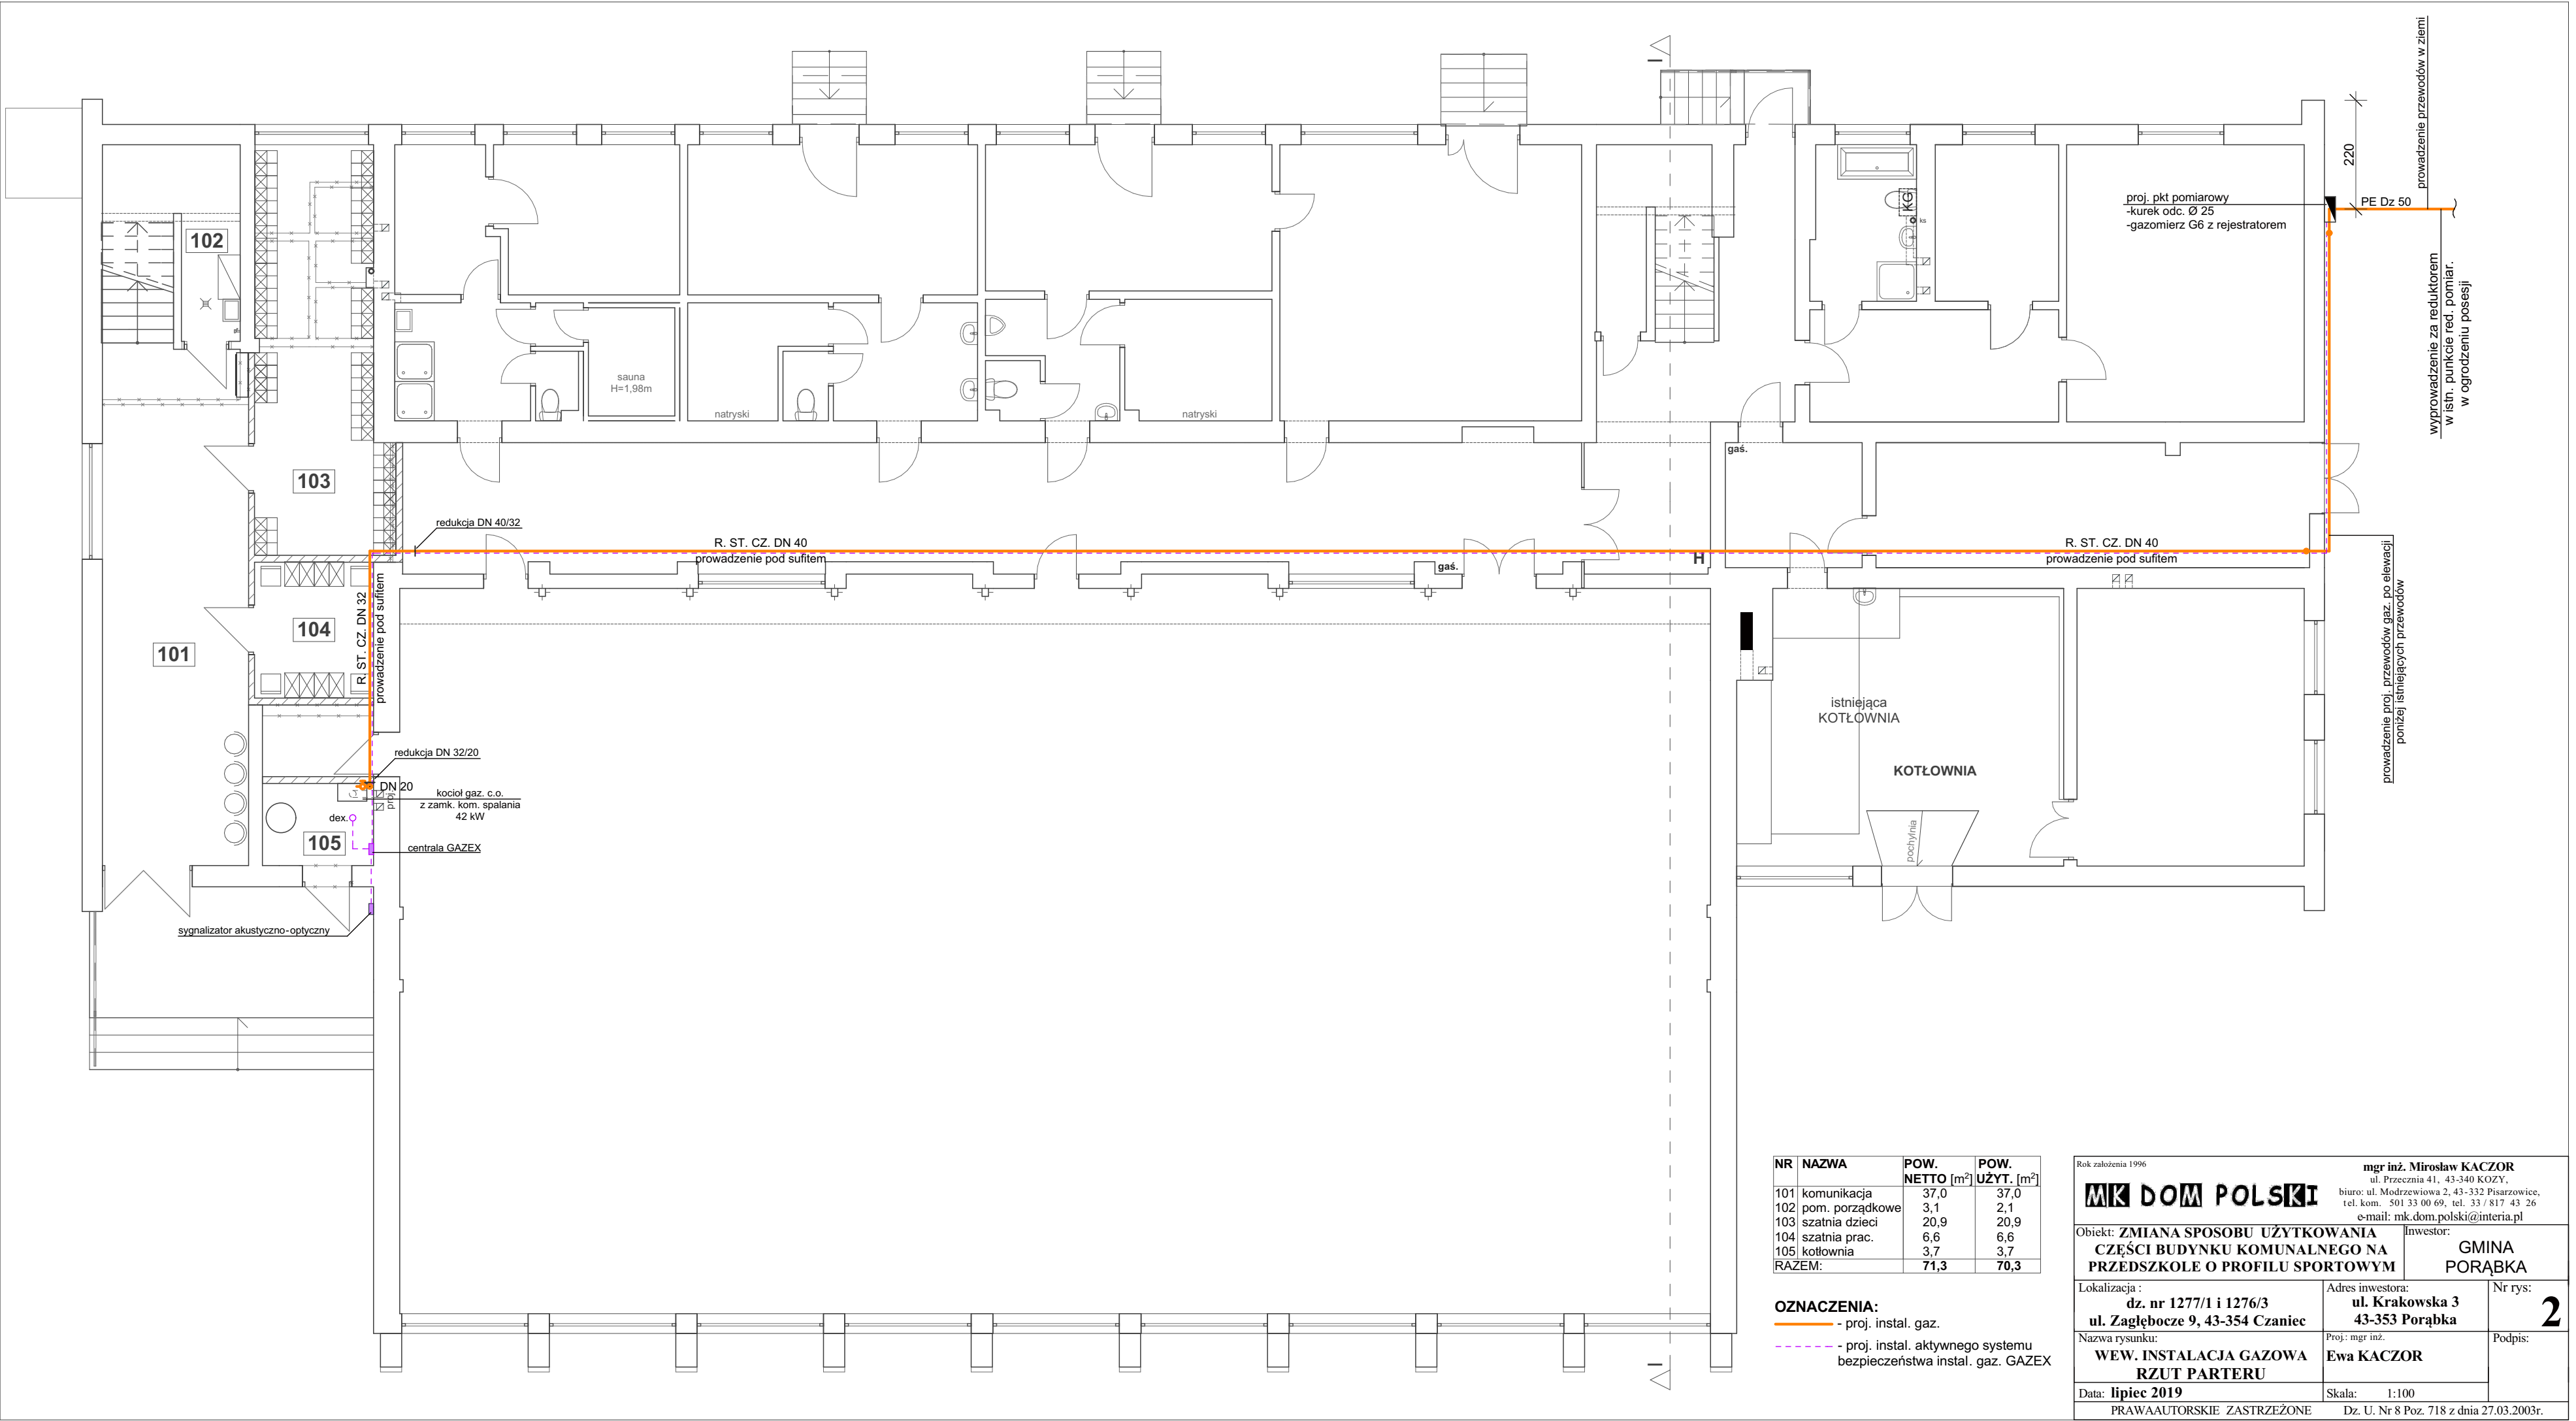 prowadzenie przewodów w ziemi
220
PE Dz 50
proj. pkt pomiarowy
-kurek odc. Ø 25
-gazomierz G6 z rejestratorem
wyprowadzenie za reduktorem
w istn. punkcie red. pomiar.
w ogrodzeniu posesji
KG
ks
102
sauna
H=1,98m
natryski
natryski
gaś.
103
redukcja DN 40/32
R. ST. CZ. DN 40
prowadzenie pod sufitem
gaś.
H
R. ST. CZ. DN 40
prowadzenie pod sufitem
prowadzenie proj. przewodów gaz. po elewacji
poniżej istniejących przewodów
R. ST. CZ. DN 32
prowadzenie pod sufitem
104
101
istniejąca
KOTŁOWNIA
KOTŁOWNIA
pochylnia
redukcja DN 32/20
DN 20
proj.
kocioł gaz. c.o.
z zamk. kom. spalania
42 kW
dex.
105
centrala GAZEX
sygnalizator akustyczno-optyczny
I
I
NR NAZWA POW. NETTO [m²] POW. UŻYT. [m²]
101 komunikacja 37,0 37,0
102 pom. porządkowe 3,1 2,1
103 szatnia dzieci 20,9 20,9
104 szatnia prac. 6,6 6,6
105 kotłownia 3,7 3,7
RAZEM: 71,3 70,3
OZNACZENIA:
- proj. instal. gaz.
- proj. instal. aktywnego systemu
bezpieczeństwa instal. gaz. GAZEX
Rok założenia 1996
MK DOM POLSKI
mgr inż. Mirosław KACZOR
ul. Przecznia 41, 43-340 KOZY,
biuro: ul. Modrzewiowa 2, 43-332 Pisarzowice,
tel. kom. 501 33 00 69, tel. 33 / 817 43 26
e-mail: mk.dom.polski@interia.pl
Obiekt: ZMIANA SPOSOBU UŻYTKOWANIA
CZĘŚCI BUDYNKU KOMUNALNEGO NA
PRZEDSZKOLE O PROFILU SPORTOWYM
Inwestor:
GMINA
PORĄBKA
Lokalizacja :
dz. nr 1277/1 i 1276/3
ul. Zagłębocze 9, 43-354 Czaniec
Adres inwestora:
ul. Krakowska 3
43-353 Porąbka
Nr rys:
2
Nazwa rysunku:
WEW. INSTALACJA GAZOWA
RZUT PARTERU
Proj.: mgr inż.
Ewa KACZOR
Podpis:
Data: lipiec 2019
Skala: 1:100
PRAWA AUTORSKIE ZASTRZEŻONE Dz. U. Nr 8 Poz. 718 z dnia 27.03.2003r.